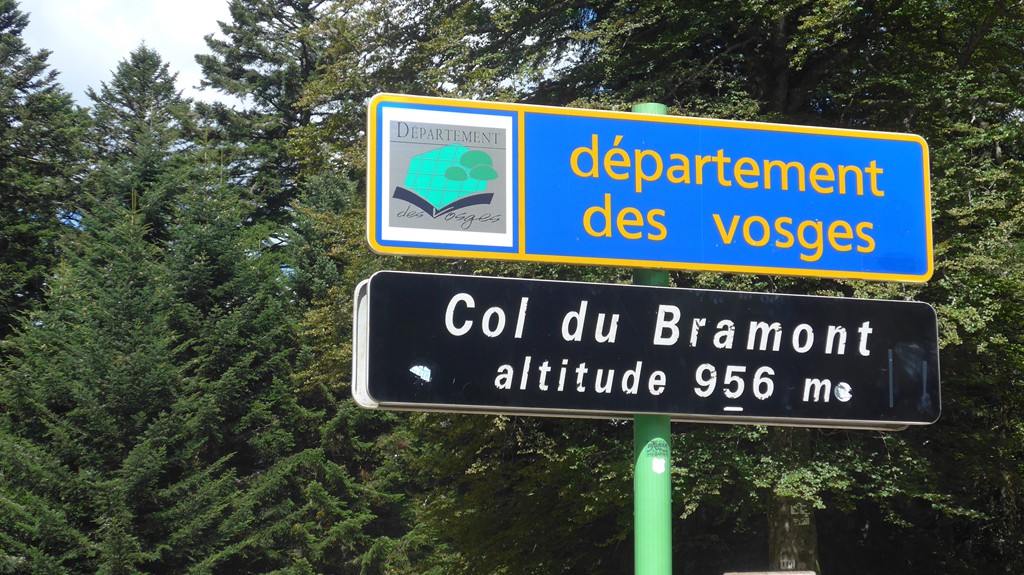 DÉPARTEMENT
des Vosges
département
des vosges
Col du Bramont
altitude 956 m